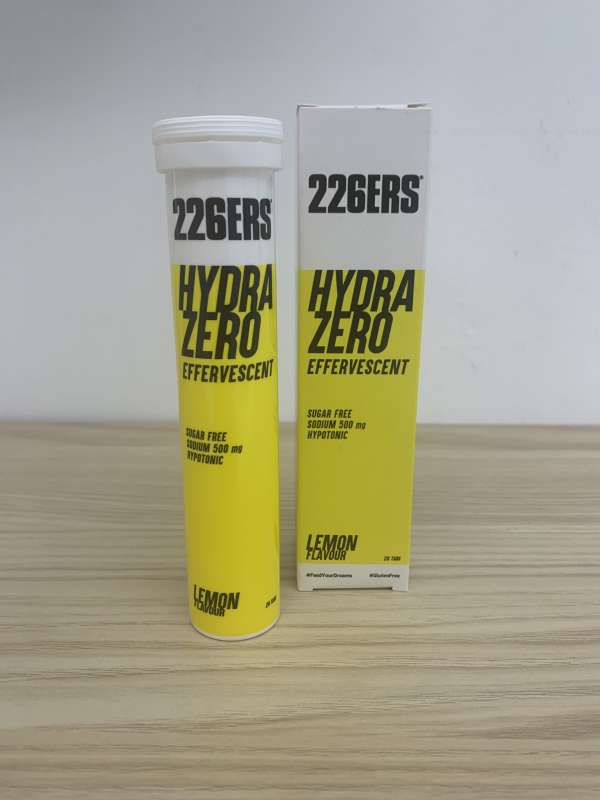 226ERS®
HYDRA
ZERO
EFFERVESCENT
SUGAR FREE
SODIUM 500 mg
HYPOTONIC
LEMON
FLAVOUR
20 TABS
226ERS®
HYDRA
ZERO
EFFERVESCENT
SUGAR FREE
SODIUM 500 mg
HYPOTONIC
LEMON
FLAVOUR
20 TABS
#FeedYourDreams
#GlutenFree